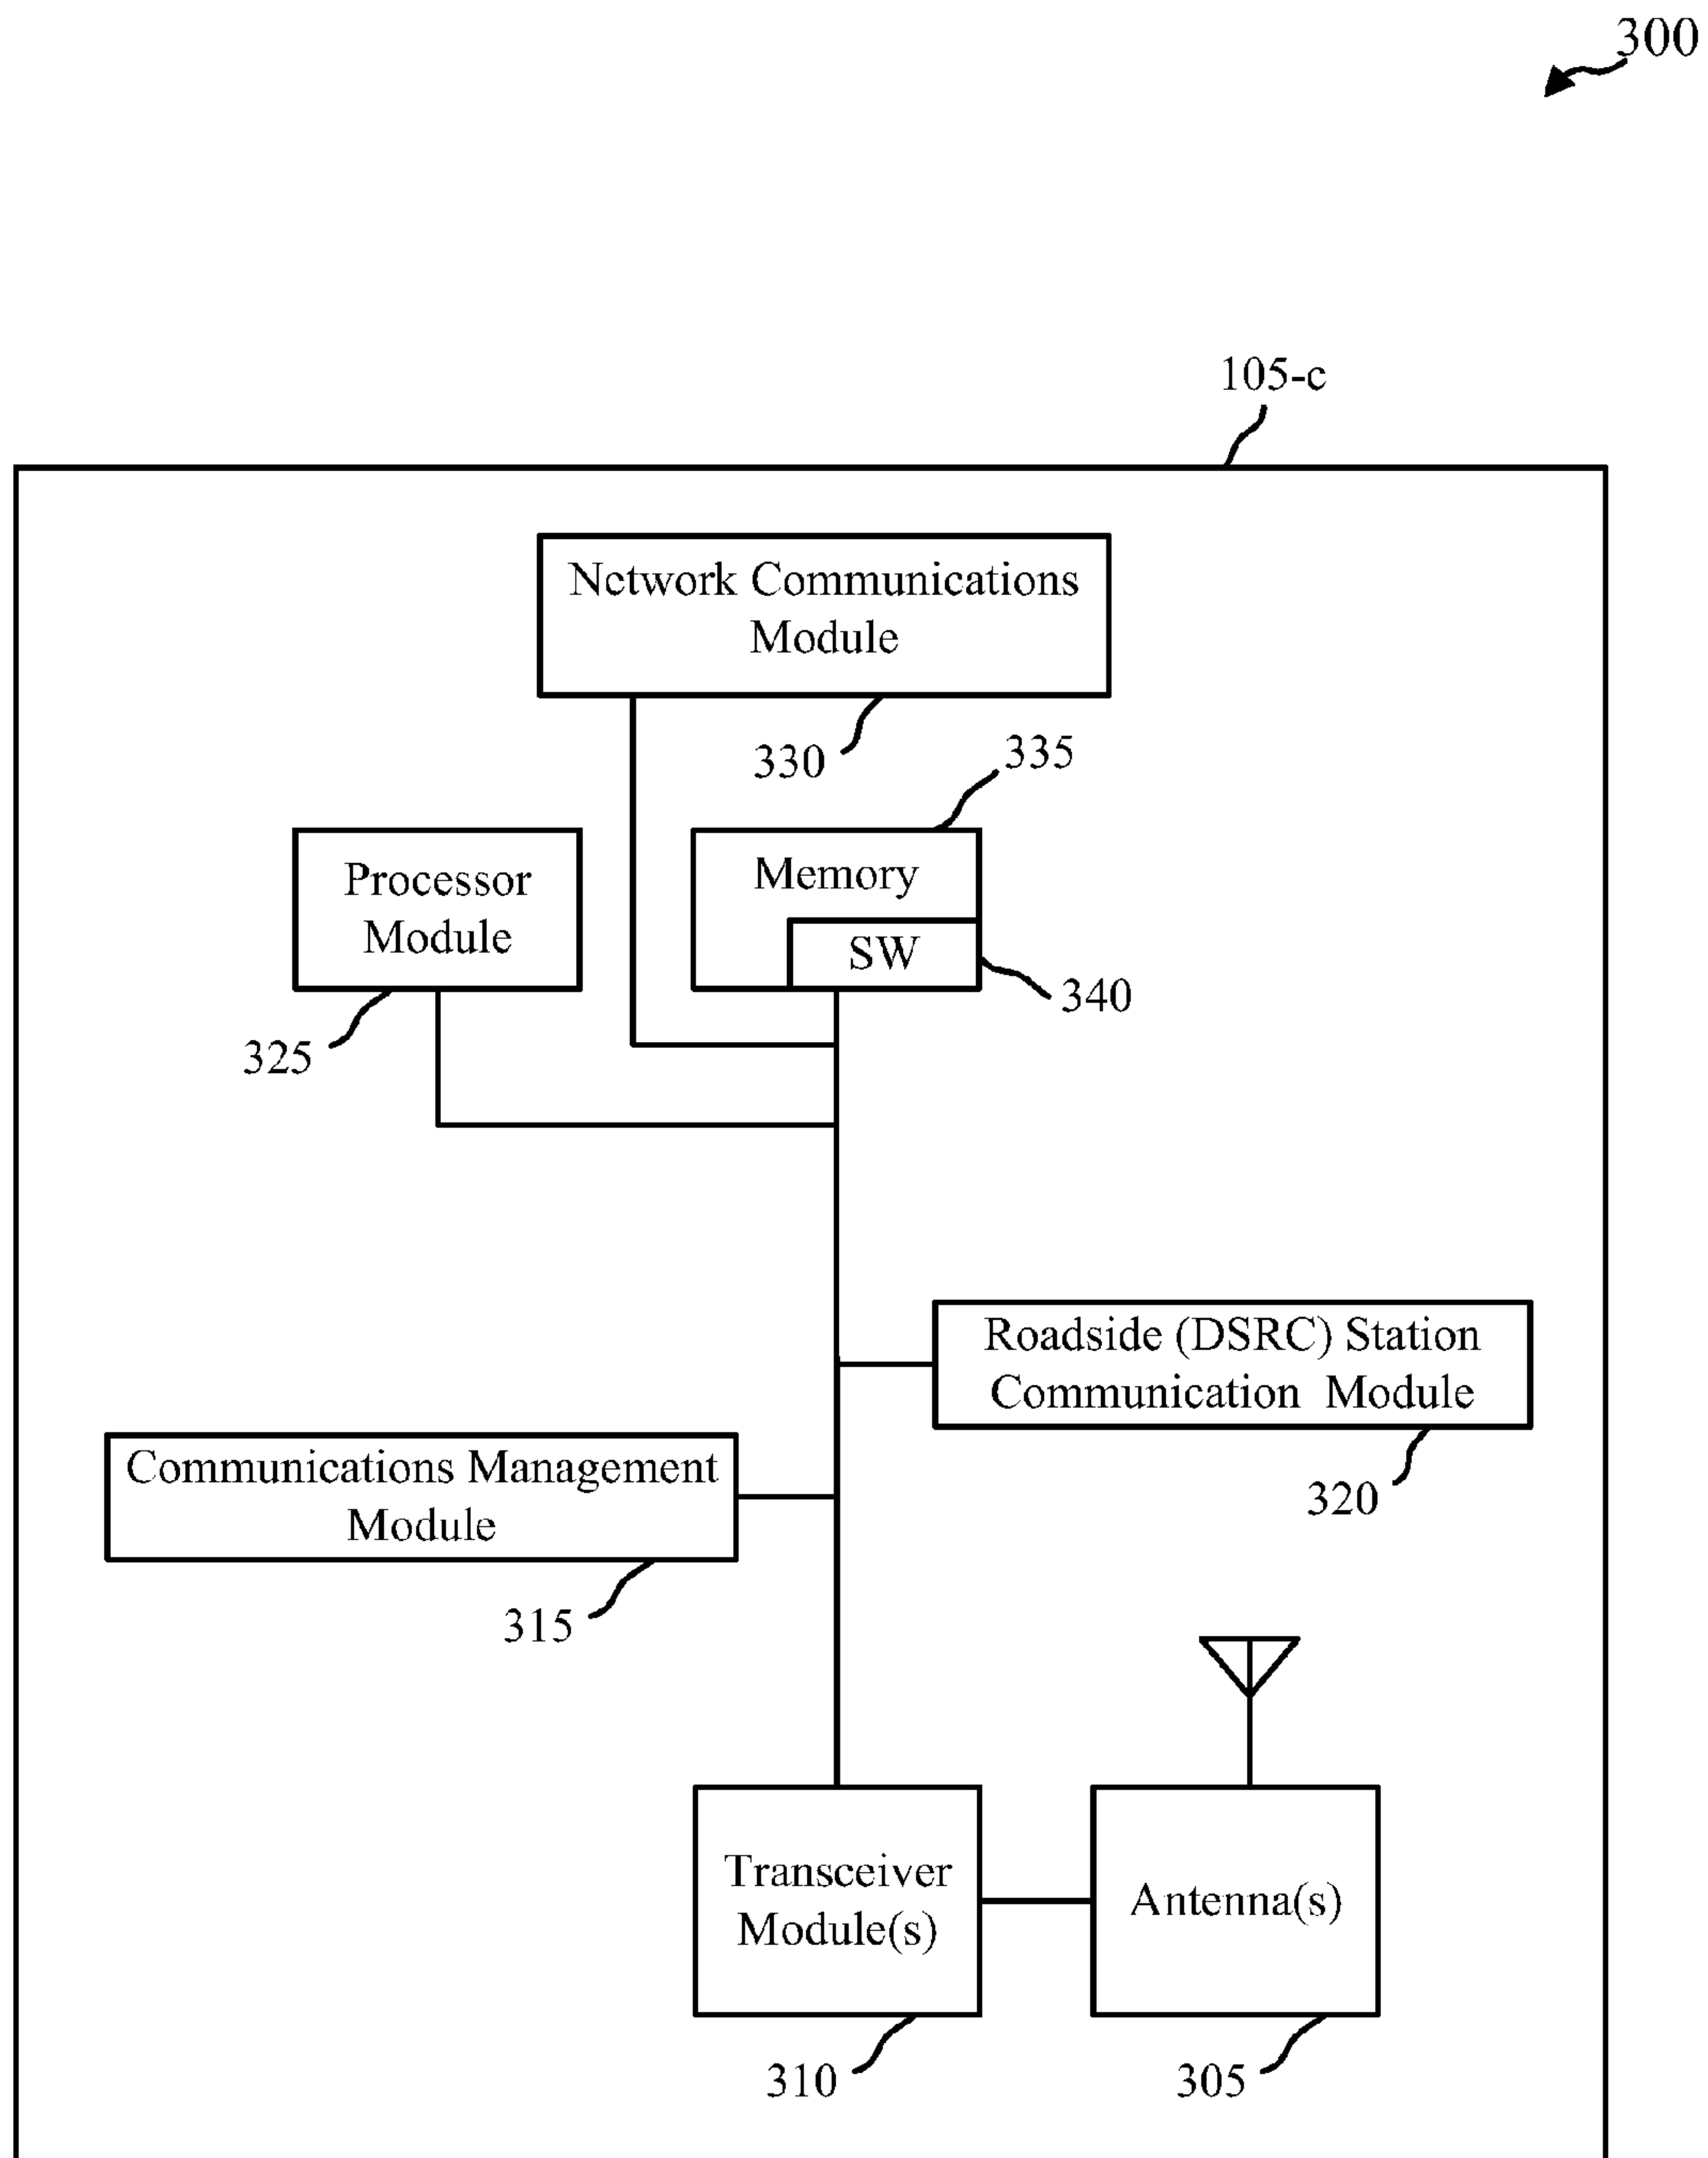 300
105-c
Network Communications
Module
330
335
Processor
Module
Memory
SW
340
325
Roadside (DSRC) Station
Communication Module
320
Communications Management
Module
315
Transceiver
Module(s)
Antenna(s)
310
305